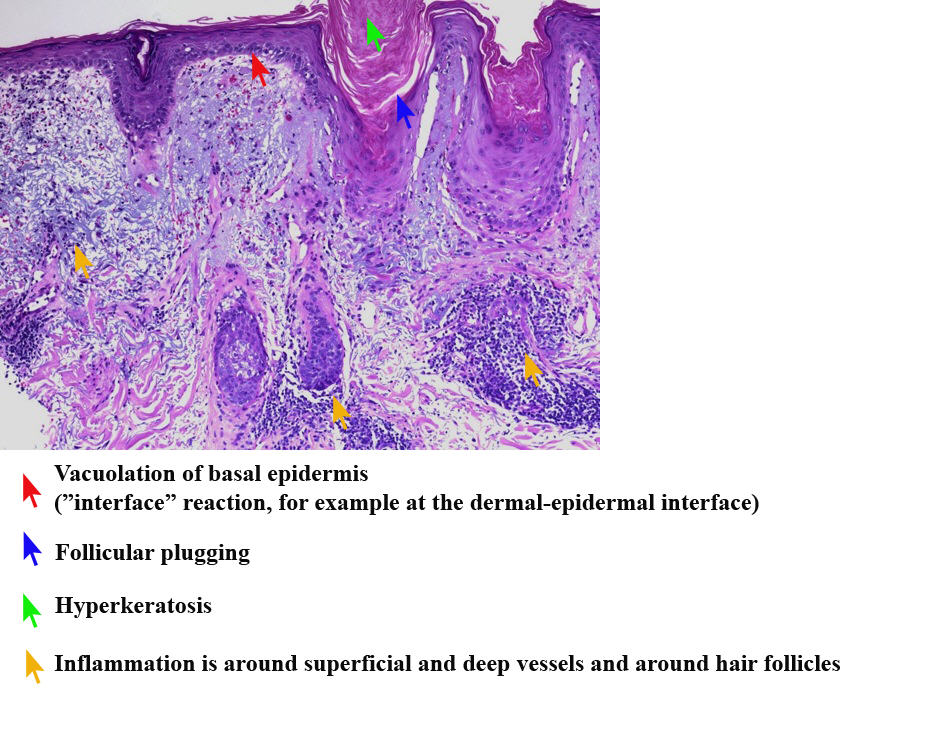 Vacuolation of basal epidermis
(”interface” reaction, for example at the dermal-epidermal interface)
Follicular plugging
Hyperkeratosis
Inflammation is around superficial and deep vessels and around hair follicles